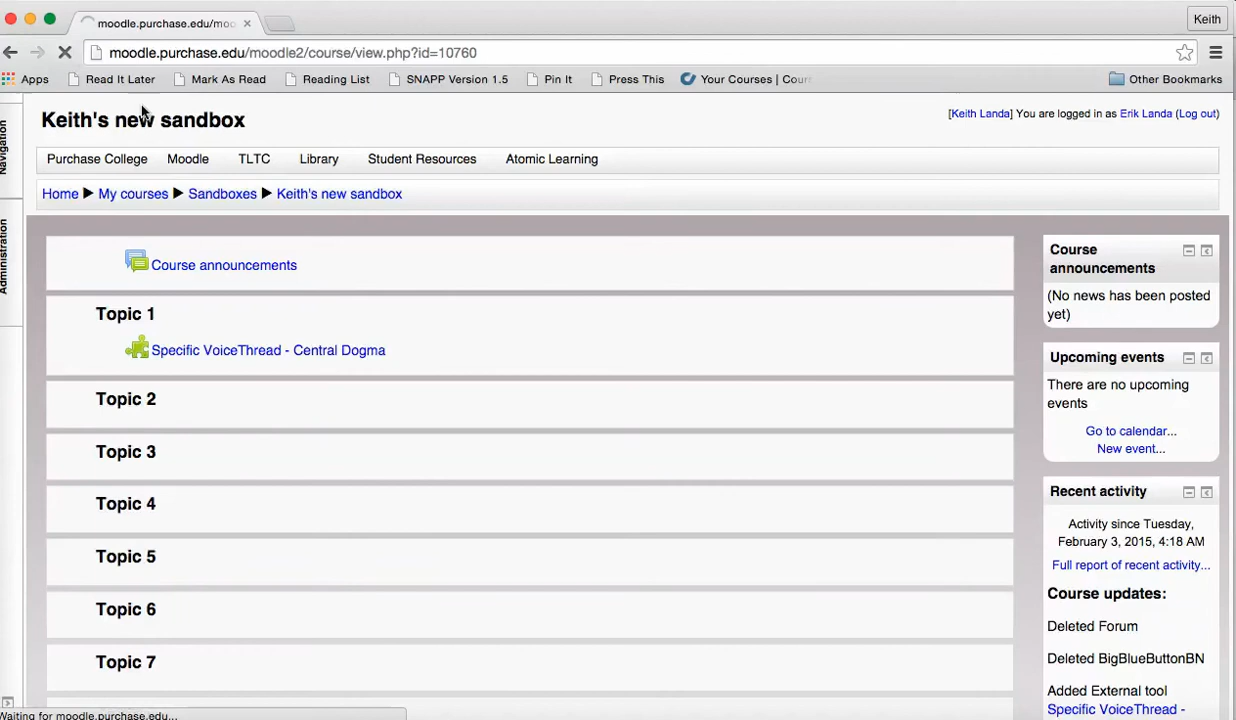 moodle.purchase.edu/moo
Keith
moodle.purchase.edu/moodle2/course/view.php?id=10760
Apps
Read It Later
Mark As Read
Reading List
SNAPP Version 1.5
Pin It
Press This
Your Courses | Cour
Other Bookmarks
Navigation
Administration
Keith's new sandbox
[Keith Landa] You are logged in as Erik Landa (Log out)
Purchase College
Moodle
TLTC
Library
Student Resources
Atomic Learning
Home ▶ My courses ▶ Sandboxes ▶ Keith's new sandbox
Course announcements
Topic 1
Specific VoiceThread - Central Dogma
Topic 2
Topic 3
Topic 4
Topic 5
Topic 6
Topic 7
Course
announcements
(No news has been posted
yet)
Upcoming events
There are no upcoming
events
Go to calendar...
New event...
Recent activity
Activity since Tuesday,
February 3, 2015, 4:18 AM
Full report of recent activity...
Course updates:
Deleted Forum
Deleted BigBlueButtonBN
Added External tool
Specific VoiceThread -
Waiting for moodle.purchase.edu...